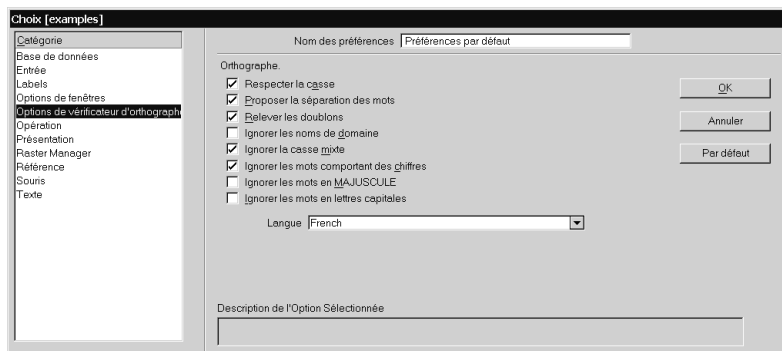 Choix [examples]
Catégorie
Base de données
Entrée
Labels
Options de fenêtres
Options de vérificateur d'orthograph
Opération
Présentation
Raster Manager
Référence
Souris
Texte
Nom des préférences Préférences par défaut
Orthographe.
Respecter la casse
Proposer la séparation des mots
Relever les doublons
Ignorer les noms de domaine
Ignorer la casse mixte
Ignorer les mots comportant des chiffres
Ignorer les mots en MAJUSCULE
Ignorer les mots en lettres capitales
Langue French
Description de l'Option Sélectionnée
OK
Annuler
Par défaut